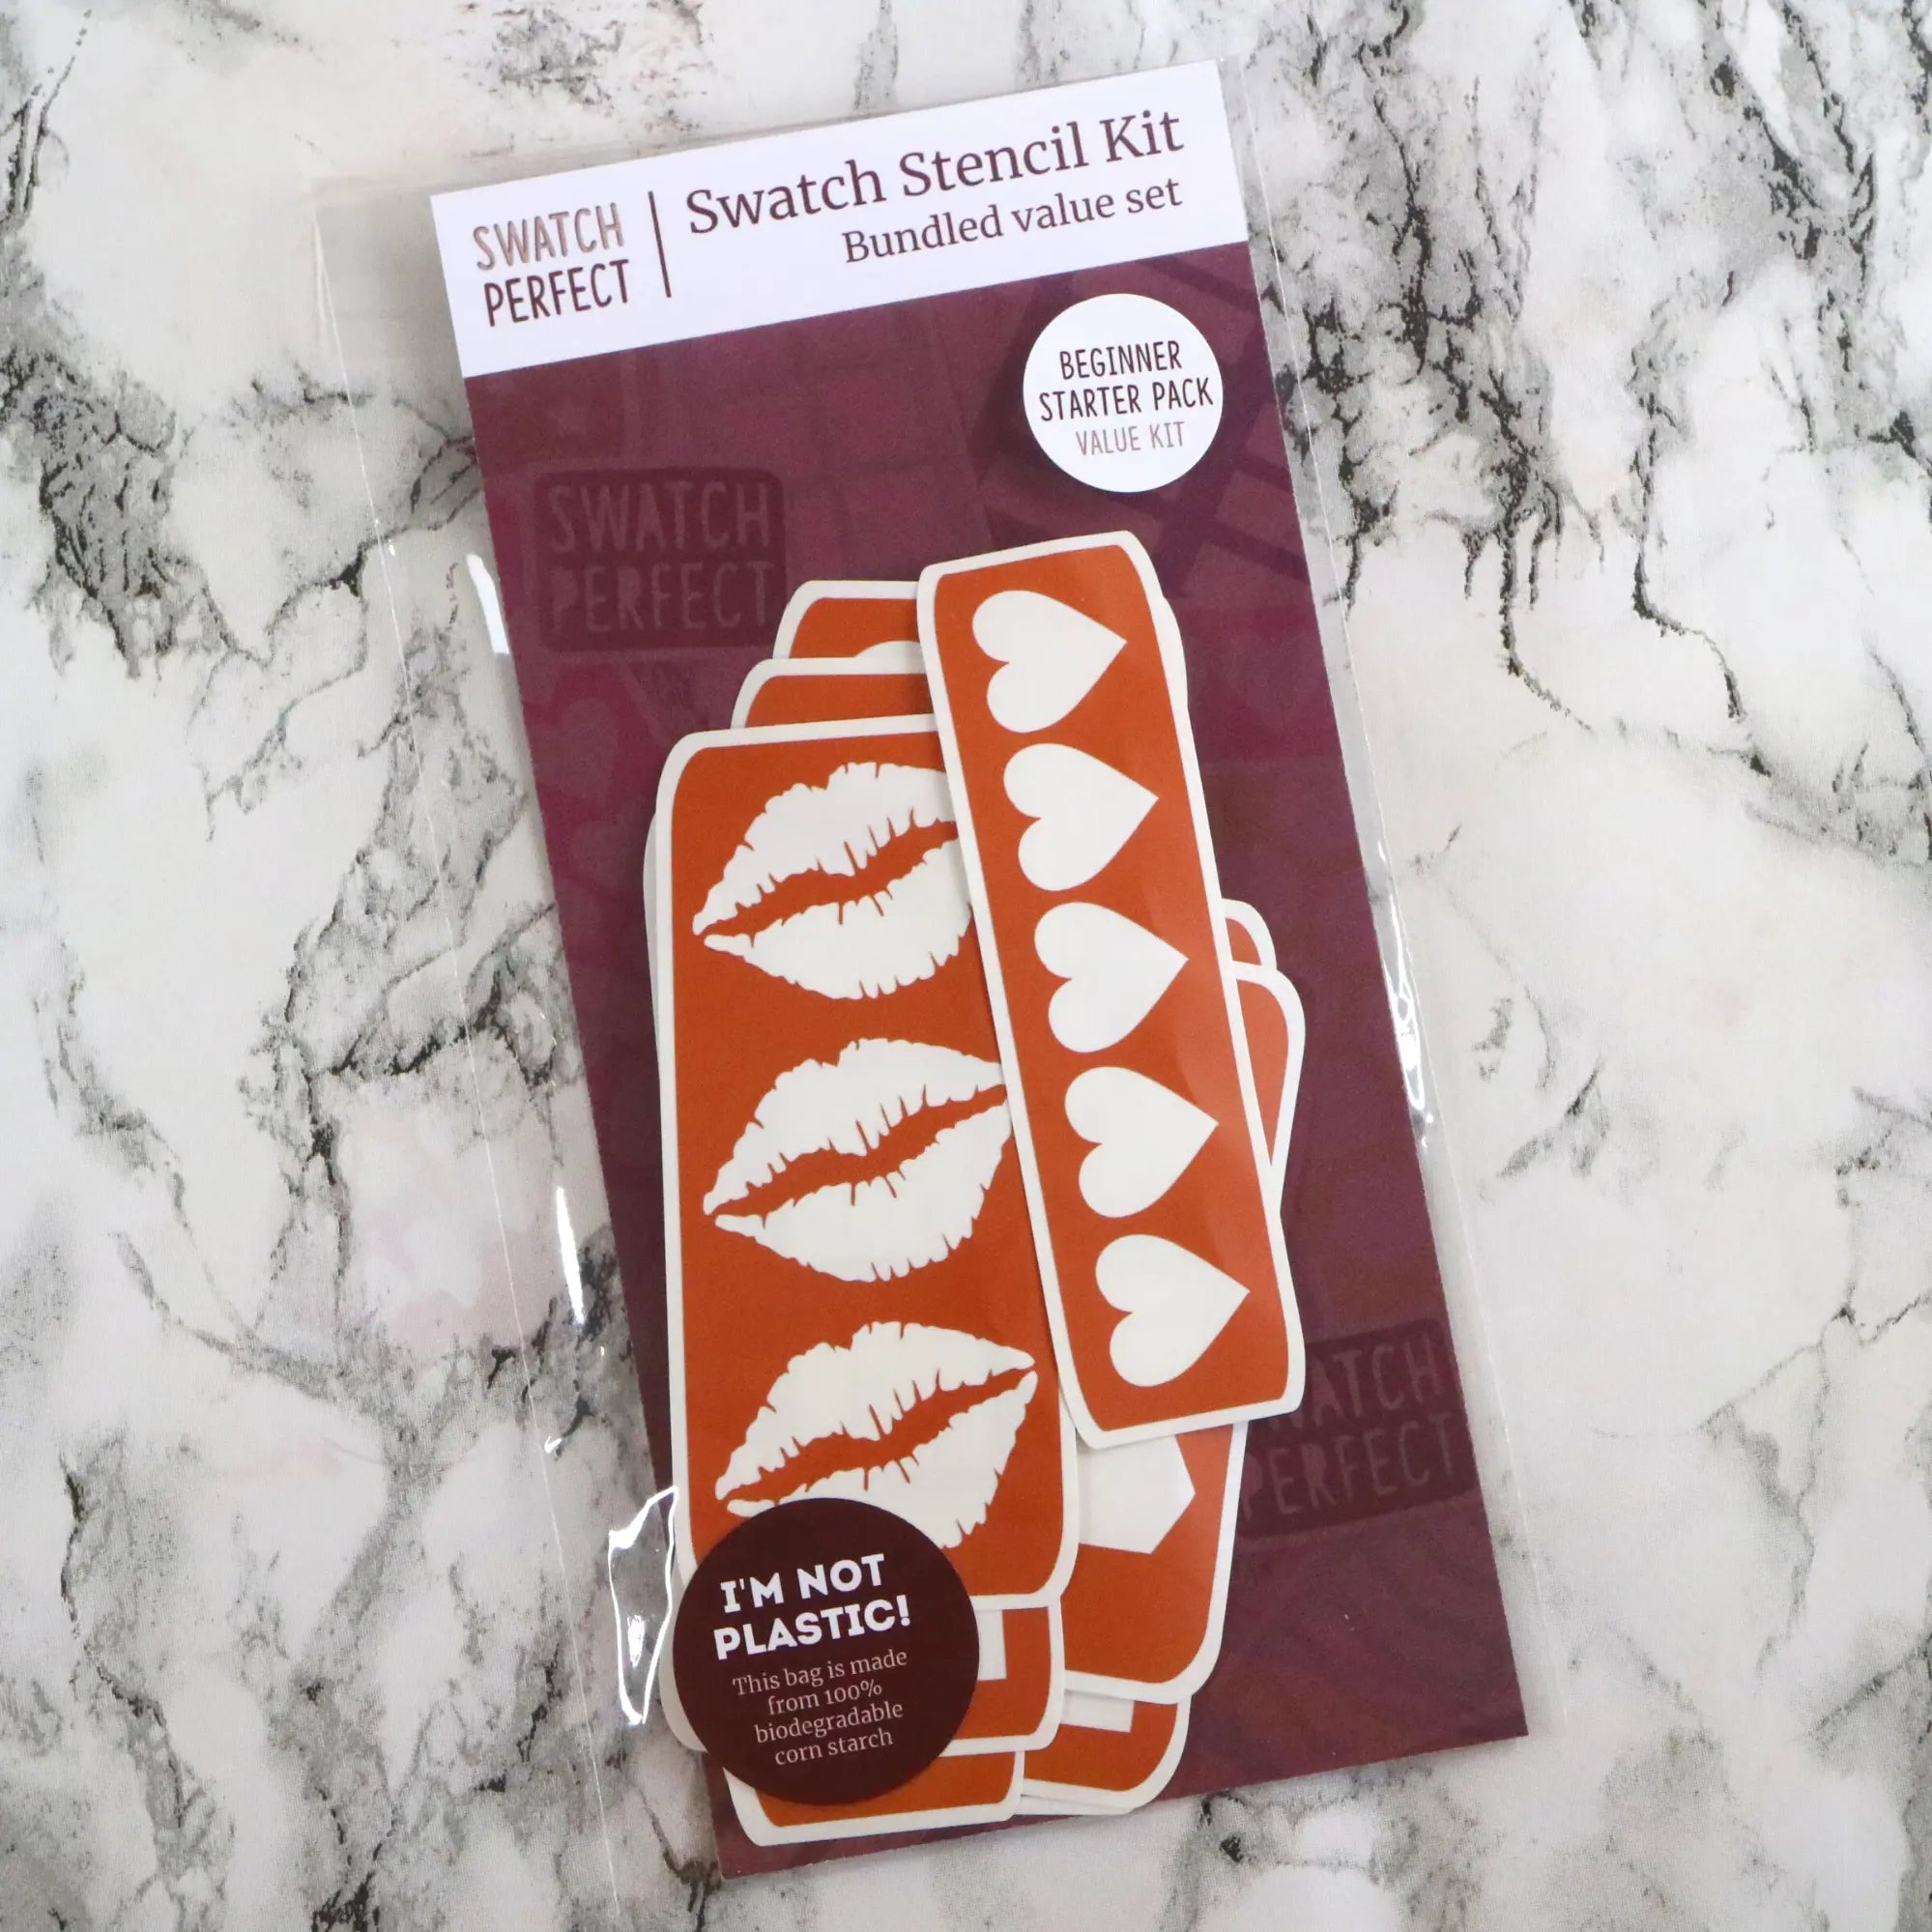 SWATCH
PERFECT
Swatch Stencil Kit
Bundled value set
BEGINNER
STARTER PACK
VALUE KIT
SWATCH
PERFECT
WATCH
PERFECT
I'M NOT
PLASTIC!
This bag is made
from 100%
biodegradable
corn starch